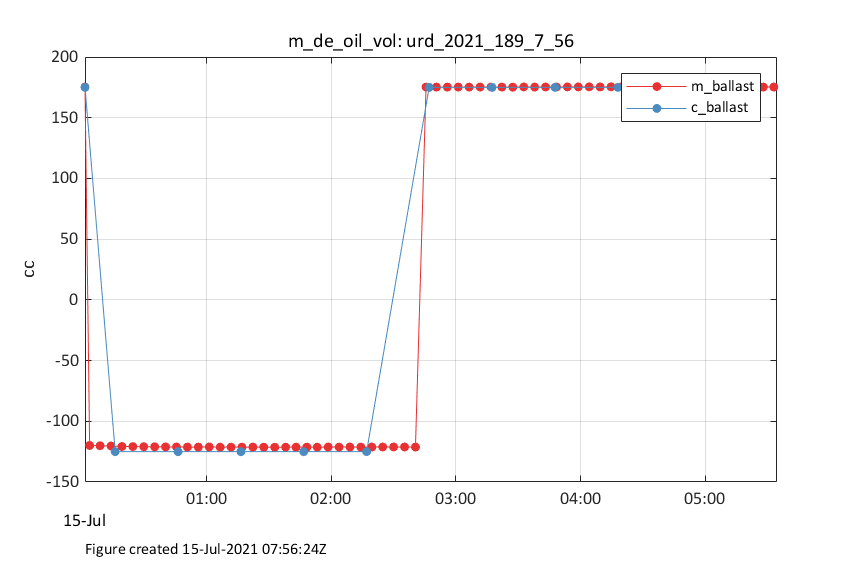 m_de_oil_vol: urd_2021_189_7_56
200
150
100
50
0
-50
-100
-150
cc
m_ballast
c_ballast
01:00 02:00 03:00 04:00 05:00
15-Jul
Figure created 15-Jul-2021 07:56:24Z